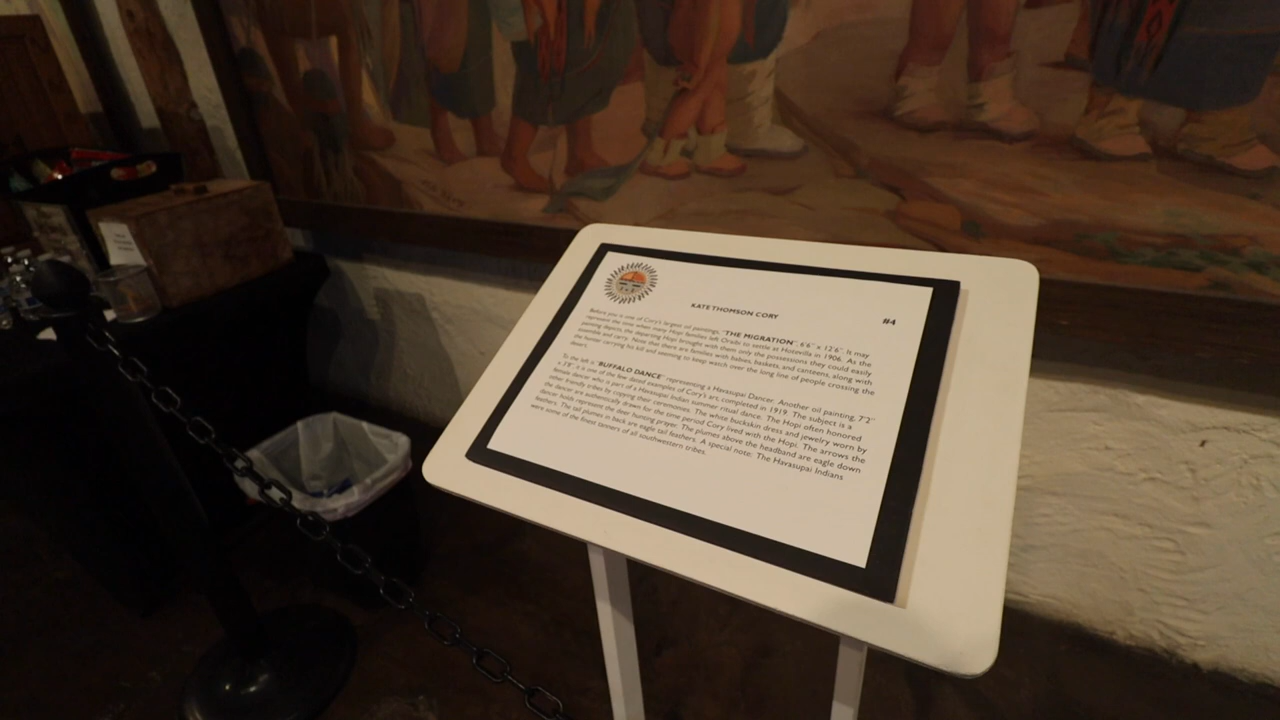 KATE THOMSON CORY
#4
Before you is one of Cory's largest of paintings, "THE MIGRATION" 6'6" x 12'6". It may
represent the time when many Hopi families left Oraibi to settle at Hotevilla in 1906. As the
painting depicts, the departing Hopi brought with them only the possessions they could easily
assemble and carry. Note that there are families with babies, baskets, and canteens, along with
the hunter carrying his kill and seeming to keep watch over the long line of people crossing the
desert.
To the left is "BUFFALO DANCE" representing a Havasupai Dancer. Another oil painting, 7'2"
x 3'8". It is one of the few dated examples of Cory's art, completed in 1919. The subject is a
female dancer who is part of a Havasupai Indian summer ritual dance. The Hopi often honored
other friendly tribes by copying their ceremonies. The white buckskin dress and jewelry worn by
the dancer are authentically drawn for the time period Cory lived with the Hopi. The arrows the
dancer holds represent the deer hunting prayer. The plumes above the headband are eagle down
feathers. The tail plumes in back are eagle tail feathers. A special note: The Havasupai Indians
were some of the finest tanners of all southwestern tribes.